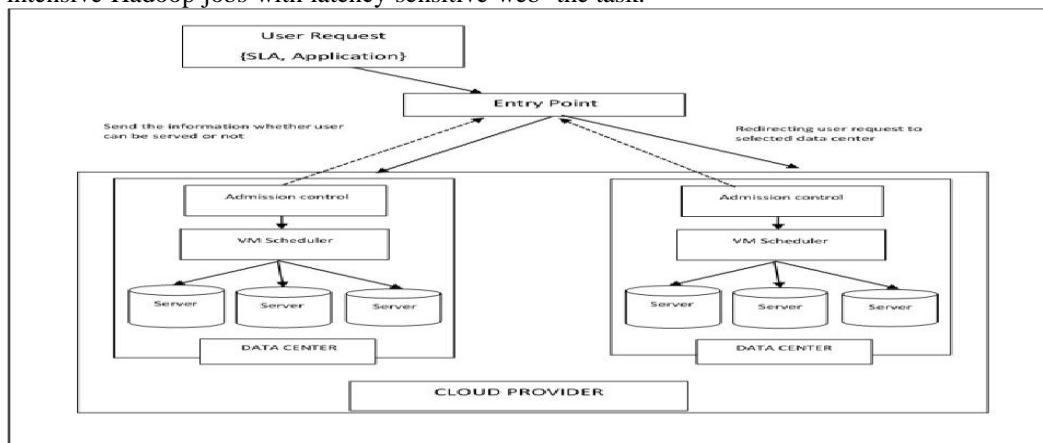 intensive Hadoop jobs with latency-sensitive web the task.
User Request
{SLA, Application}
Entry Point
Send the information whether user
can be served or not
Redirecting user request to
selected data center
Admission control
VM Scheduler
Server
Server
Server
DATA CENTER
Admission control
VM Scheduler
Server
Server
Server
DATA CENTER
CLOUD PROVIDER